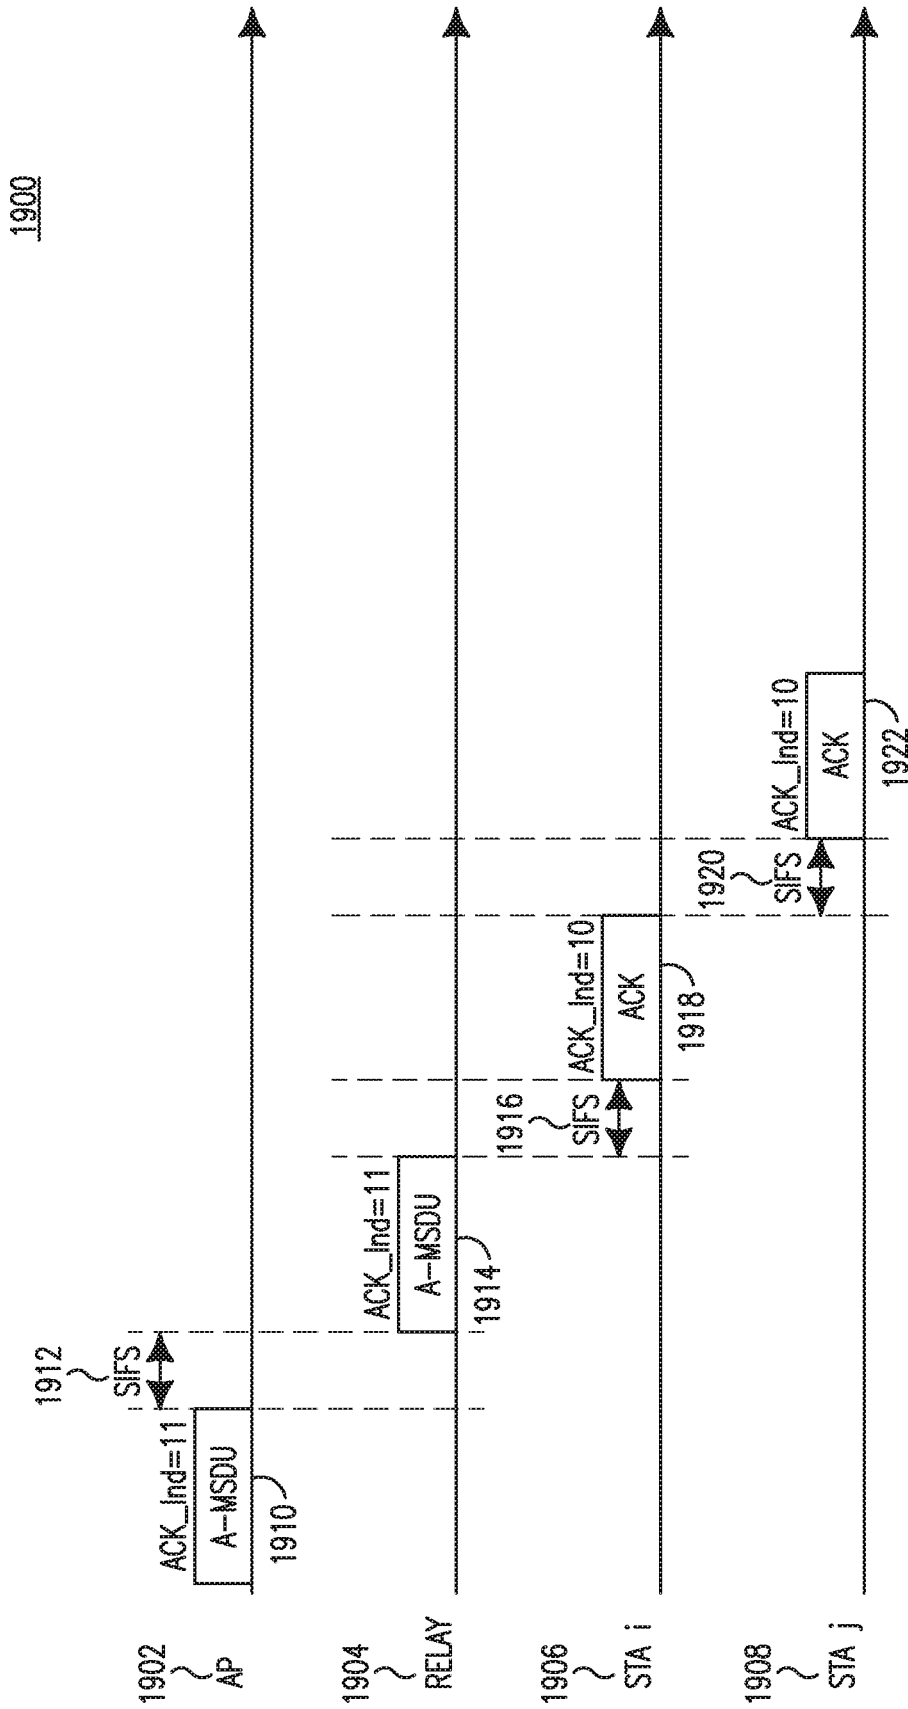 1900
1902
AP
ACK_Ind=11
A-MSDU
1910
1912
SIFS
1904
RELAY
ACK_Ind=11
A-MSDU
1914
1906
STA i
1916
SIFS
ACK_Ind=10
ACK
1918
1908
STA j
1920
SIFS
ACK_Ind=10
ACK
1922